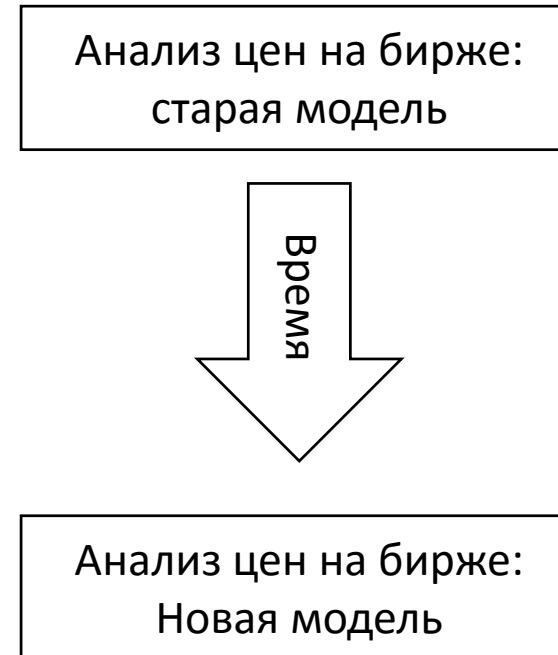 Анализ цен на бирже:
старая модель
Время
Анализ цен на бирже:
Новая модель